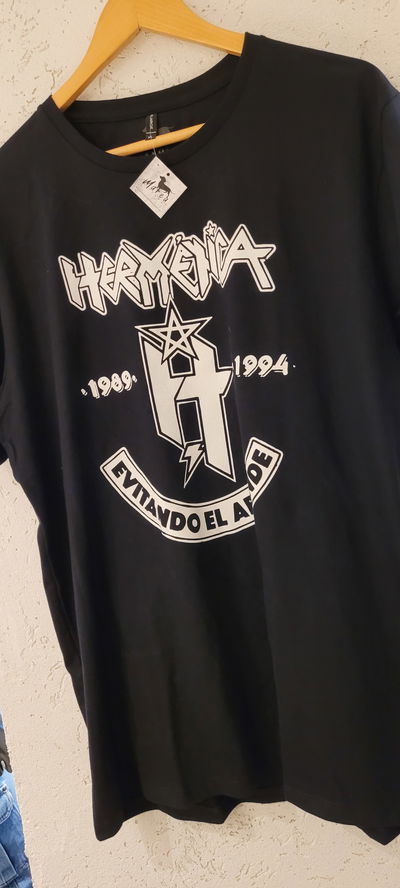 HERMÉTICA
·1989· ·1994·
EVITANDO EL